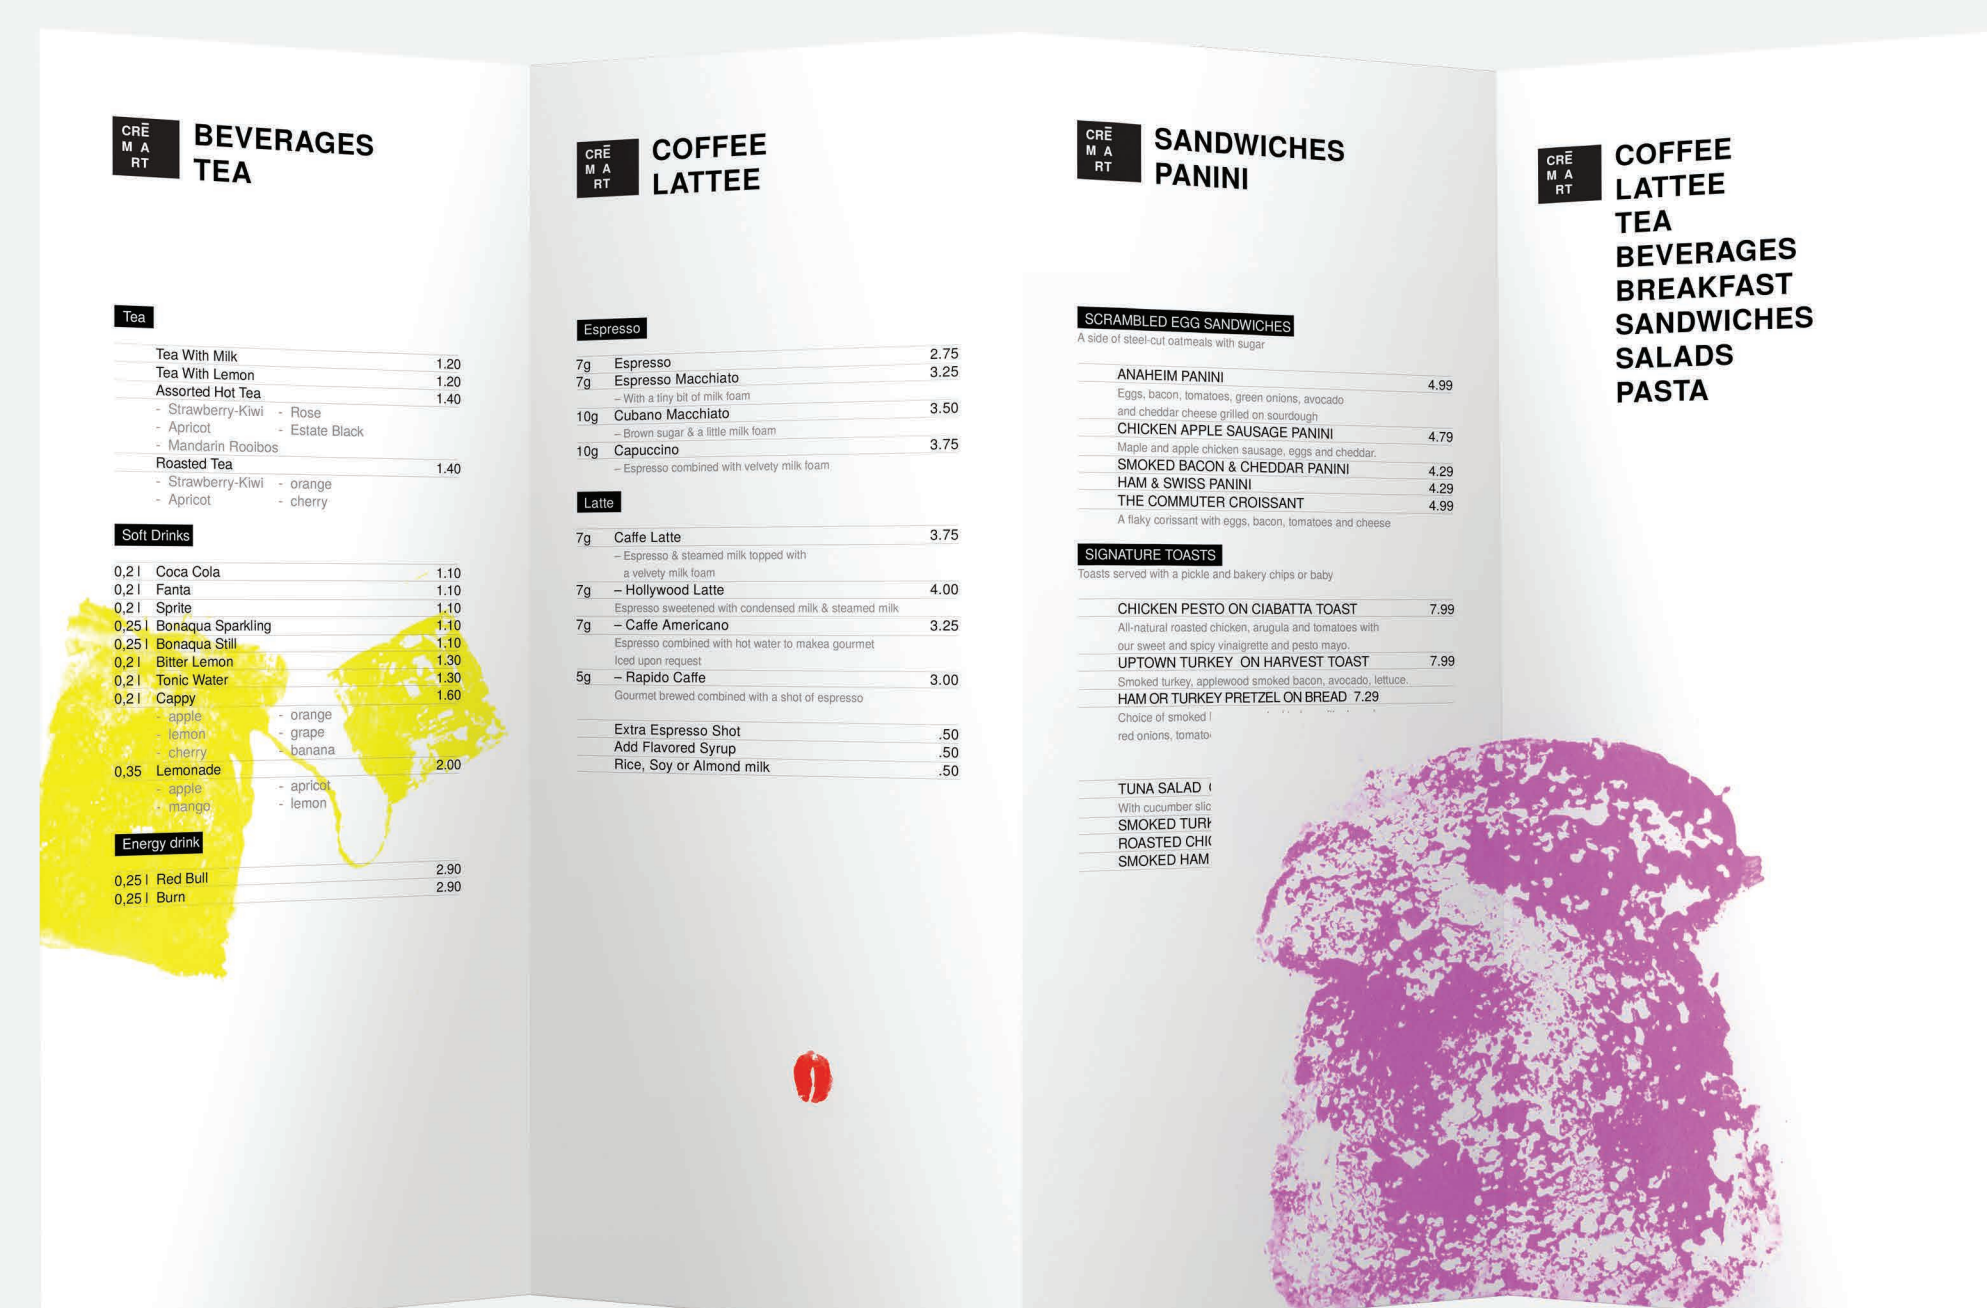 CRĒ
M A
RT
BEVERAGES
TEA
Tea
Tea With Milk 1.20
Tea With Lemon 1.20
Assorted Hot Tea 1.40
- Strawberry-Kiwi - Rose
- Apricot - Estate Black
- Mandarin Rooibos
Roasted Tea 1.40
- Strawberry-Kiwi - orange
- Apricot - cherry
Soft Drinks
0,2 l Coca Cola 1.10
0,2 l Fanta 1.10
0,2 l Sprite 1.10
0,25 l Bonaqua Sparkling 1.10
0,25 l Bonaqua Still 1.10
0,2 l Bitter Lemon 1.30
0,2 l Tonic Water 1.30
0,2 l Cappy 1.60
- apple - orange
- lemon - grape
- cherry - banana
0,35 Lemonade 2.00
- apple - apricot
- mango - lemon
Energy drink
0,25 l Red Bull 2.90
0,25 l Burn 2.90
CRĒ
M A
RT
COFFEE
LATTEE
Espresso
7g Espresso 2.75
7g Espresso Macchiato 3.25
– With a tiny bit of milk foam
10g Cubano Macchiato 3.50
– Brown sugar & a little milk foam
10g Capuccino 3.75
– Espresso combined with velvety milk foam
Latte
7g Caffe Latte 3.75
– Espresso & steamed milk topped with
a velvety milk foam
7g – Hollywood Latte 4.00
Espresso sweetened with condensed milk & steamed milk
7g – Caffe Americano 3.25
Espresso combined with hot water to makea gourmet
Iced upon request
5g – Rapido Caffe 3.00
Gourmet brewed combined with a shot of espresso
Extra Espresso Shot .50
Add Flavored Syrup .50
Rice, Soy or Almond milk .50
CRĒ
M A
RT
SANDWICHES
PANINI
SCRAMBLED EGG SANDWICHES
A side of steel-cut oatmeals with sugar
ANAHEIM PANINI 4.99
Eggs, bacon, tomatoes, green onions, avocado
and cheddar cheese grilled on sourdough
CHICKEN APPLE SAUSAGE PANINI 4.79
Maple and apple chicken sausage, eggs and cheddar.
SMOKED BACON & CHEDDAR PANINI 4.29
HAM & SWISS PANINI 4.29
THE COMMUTER CROISSANT 4.99
A flaky corissant with eggs, bacon, tomatoes and cheese
SIGNATURE TOASTS
Toasts served with a pickle and bakery chips or baby
CHICKEN PESTO ON CIABATTA TOAST 7.99
All-natural roasted chicken, arugula and tomatoes with
our sweet and spicy vinaigrette and pesto mayo.
UPTOWN TURKEY ON HARVEST TOAST 7.99
Smoked turkey, applewood smoked bacon, avocado, lettuce.
HAM OR TURKEY PRETZEL ON BREAD 7.29
Choice of smoked
red onions,
TUNA SALAD
With cucumber
SMOKED
ROASTED
SMOKED HAM
CRĒ
M A
RT
COFFEE
LATTEE
TEA
BEVERAGES
BREAKFAST
SANDWICHES
SALADS
PASTA